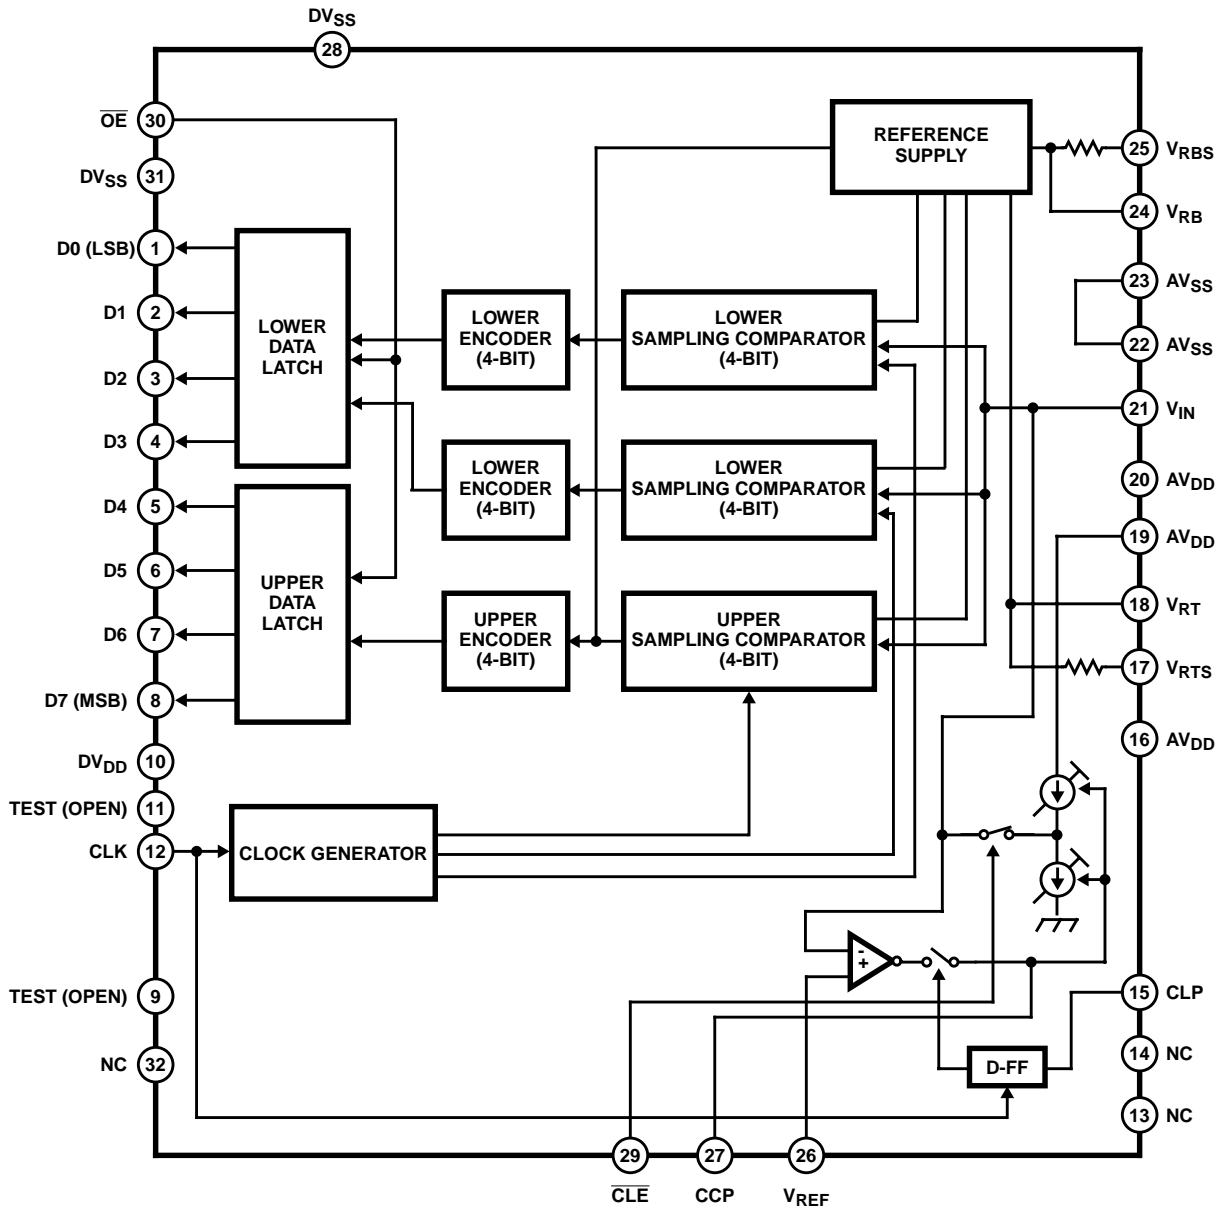 DVSS
28
OE
30
DVSS
31
D0 (LSB)
1
D1
2
D2
3
D3
4
D4
5
D5
6
D6
7
D7 (MSB)
8
DVDD
10
TEST (OPEN)
11
CLK
12
TEST (OPEN)
9
NC
32
LOWER
DATA
LATCH
UPPER
DATA
LATCH
LOWER
ENCODER
(4-BIT)
LOWER
ENCODER
(4-BIT)
UPPER
ENCODER
(4-BIT)
LOWER
SAMPLING COMPARATOR
(4-BIT)
LOWER
SAMPLING COMPARATOR
(4-BIT)
UPPER
SAMPLING COMPARATOR
(4-BIT)
REFERENCE
SUPPLY
CLOCK GENERATOR
-
+
D-FF
25
VRBS
24
VRB
23
AVSS
22
AVSS
21
VIN
20
AVDD
19
AVDD
18
VRT
17
VRTS
16
AVDD
15
CLP
14
NC
13
NC
29
CLE
27
CCP
26
VREF